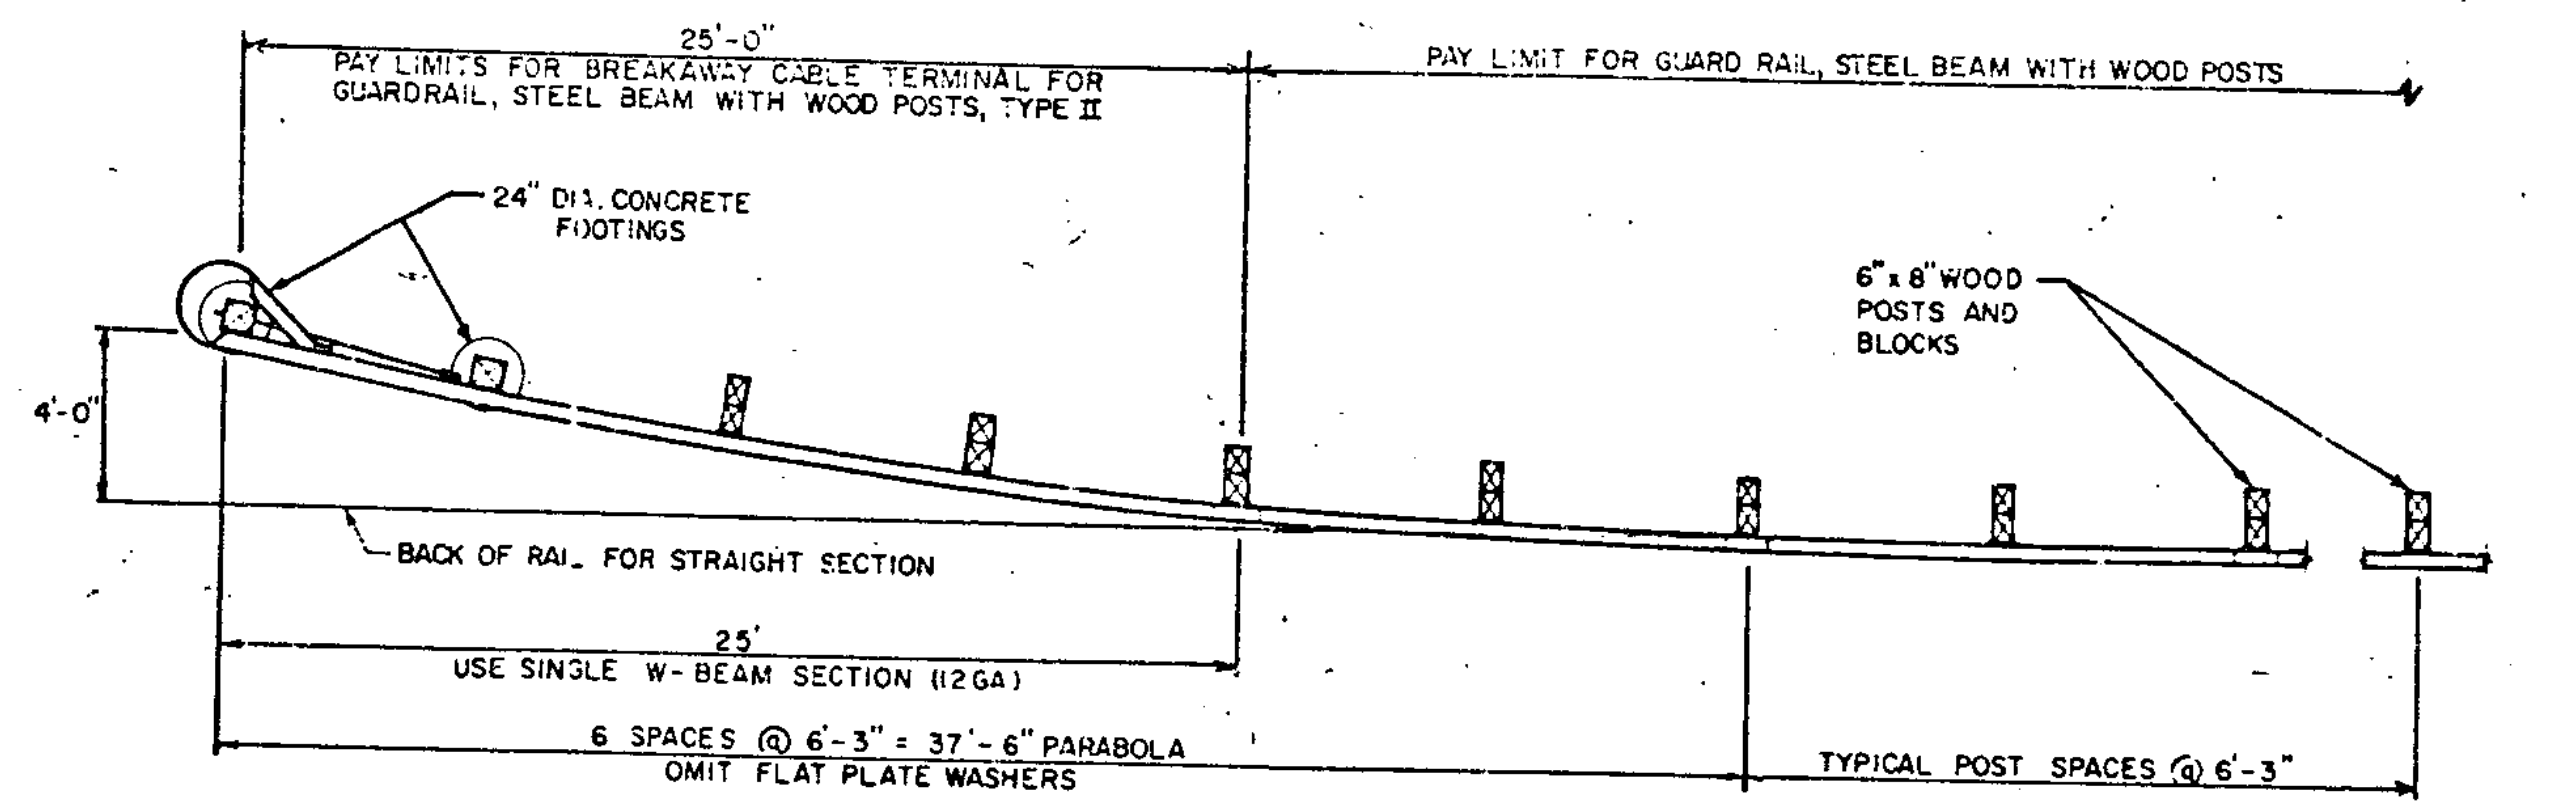 25'-0"
PAY LIMITS FOR BREAKAWAY CABLE TERMINAL FOR
GUARDRAIL, STEEL BEAM WITH WOOD POSTS, TYPE II
PAY LIMIT FOR GUARD RAIL, STEEL BEAM WITH WOOD POSTS
24" DIA. CONCRETE
FOOTINGS
6" x 8" WOOD
POSTS AND
BLOCKS
4'-0"
BACK OF RAIL FOR STRAIGHT SECTION
25'
USE SINGLE W-BEAM SECTION (12 GA)
6 SPACES @ 6'-3" = 37'-6" PARABOLA
OMIT FLAT PLATE WASHERS
TYPICAL POST SPACES @ 6'-3"